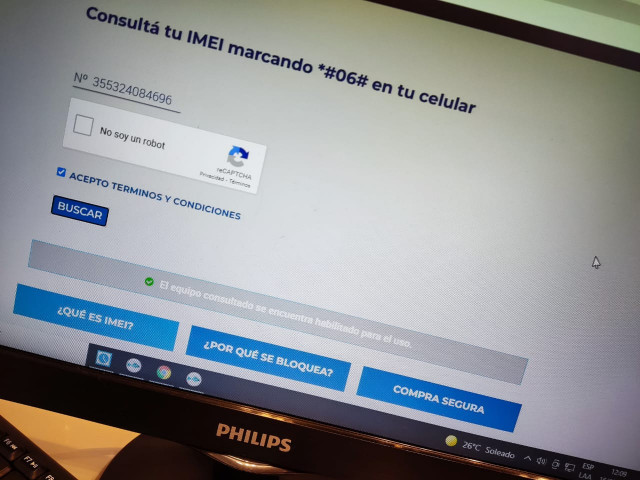 Consultá tu IMEI marcando *#06# en tu celular
Nº 355324084696
No soy un robot
reCAPTCHA
Privacidad - Términos
ACEPTO TERMINOS Y CONDICIONES
BUSCAR
El equipo consultado se encuentra habilitado para el uso.
¿QUÉ ES IMEI?
¿POR QUÉ SE BLOQUEA?
COMPRA SEGURA
26°C Soleado
ESP
LAA
12:09
PHILIPS
F6
F7